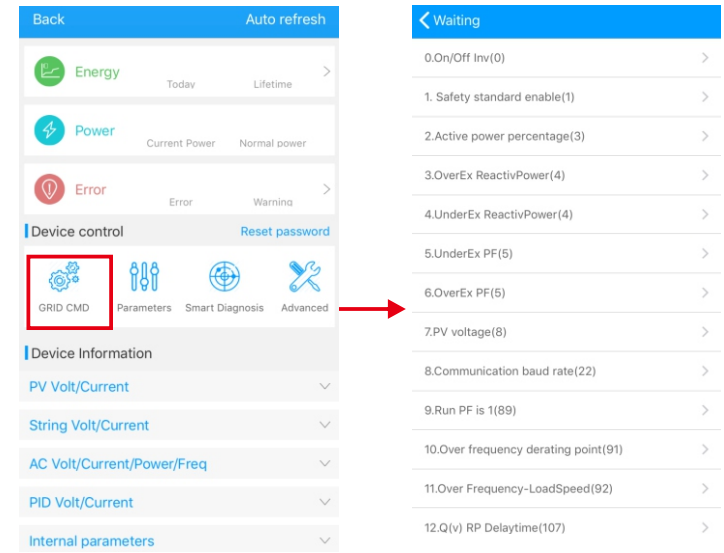 Back Auto refresh
Energy
Today Lifetime
Power
Current Power Normal power
Error
Error Warning
Device control Reset password
GRID CMD Parameters Smart Diagnosis Advanced
Device Information
PV Volt/Current
String Volt/Current
AC Volt/Current/Power/Freq
PID Volt/Current
Internal parameters
Waiting
0.On/Off Inv(0)
1. Safety standard enable(1)
2.Active power percentage(3)
3.OverEx ReactivPower(4)
4.UnderEx ReactivPower(4)
5.UnderEx PF(5)
6.OverEx PF(5)
7.PV voltage(8)
8.Communication baud rate(22)
9.Run PF is 1(89)
10.Over frequency derating point(91)
11.Over Frequency-LoadSpeed(92)
12.Q(v) RP Delaytime(107)